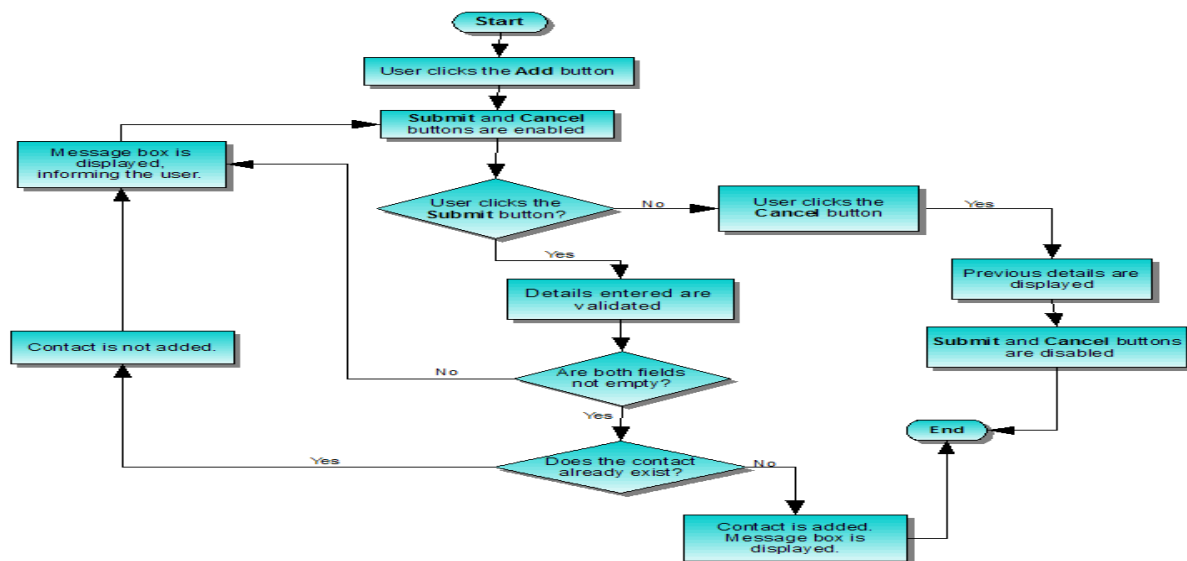 Start
User clicks the Add button
Submit and Cancel
buttons are enabled
Message box is
displayed,
informing the user.
User clicks the
Submit button?
No
User clicks the
Cancel button
Yes
Yes
Previous details are
displayed
Details entered are
validated
Submit and Cancel buttons
are disabled
Contact is not added.
Are both fields
not empty?
No
Yes
End
Does the contact
already exist?
Yes
No
Contact is added.
Message box is
displayed.